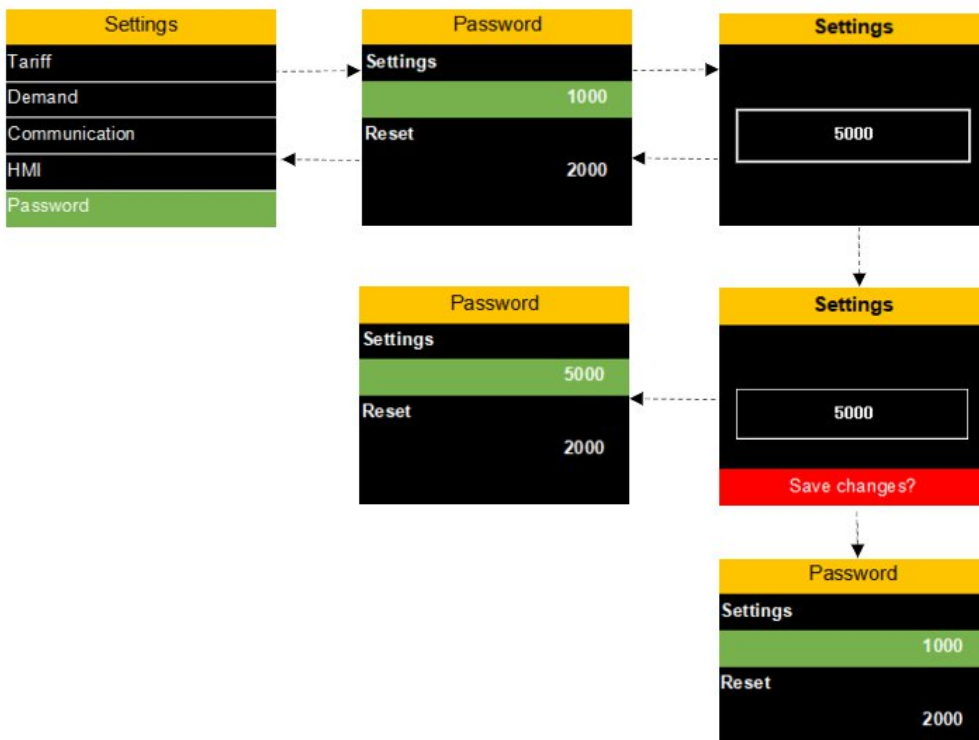 Settings
Tariff
Demand
Communication
HMI
Password
Password
Settings
1000
Reset
2000
Settings
5000
Password
Settings
5000
Reset
2000
Settings
5000
Save changes?
Password
Settings
1000
Reset
2000